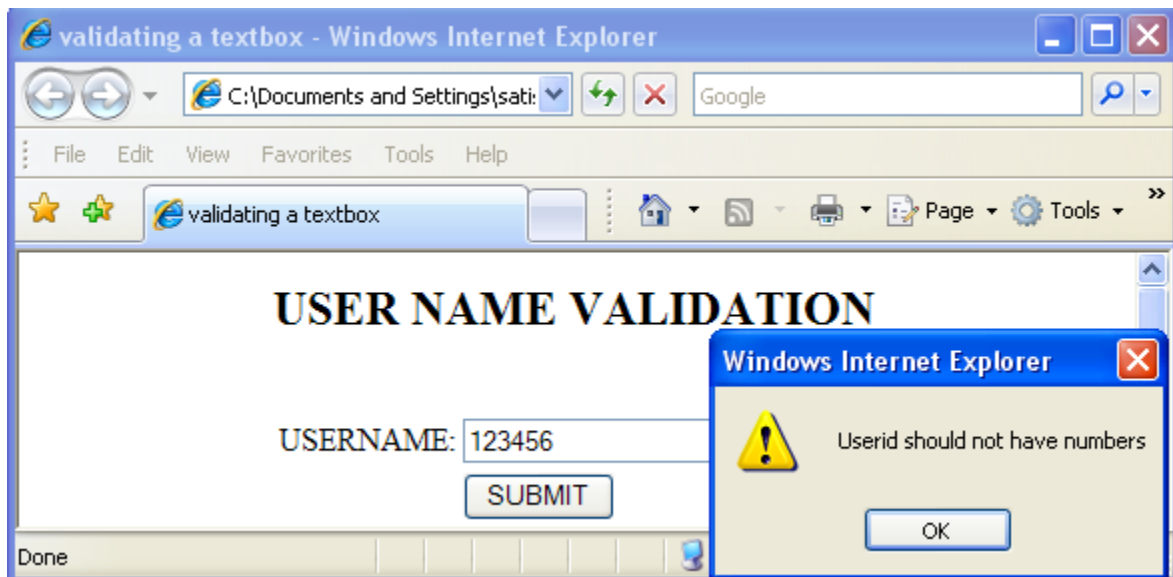 validating a textbox - Windows Internet Explorer
C:\Documents and Settings\sati:
Google
File Edit View Favorites Tools Help
validating a textbox
Page Tools »
USER NAME VALIDATION
Windows Internet Explorer
USERNAME: 123456
Userid should not have numbers
SUBMIT
OK
Done